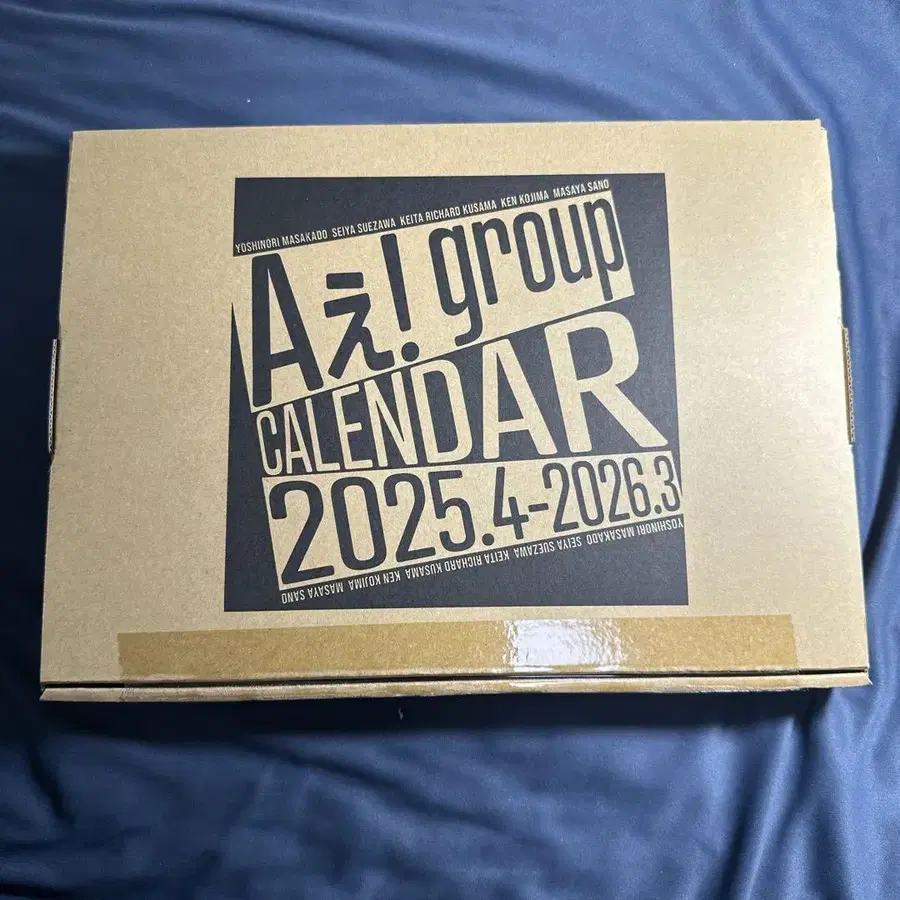 YOSHINORI MASAKADO SEIYA SUEZAWA KEITA RICHARD KUSAMA KEN KOJIMA MASAYA SANO
Aぇ! group
CALENDAR
2025.4-2026.3
YOSHINORI MASAKADO SEIYA SUEZAWA KEITA RICHARD KUSAMA KEN KOJIMA MASAYA SANO